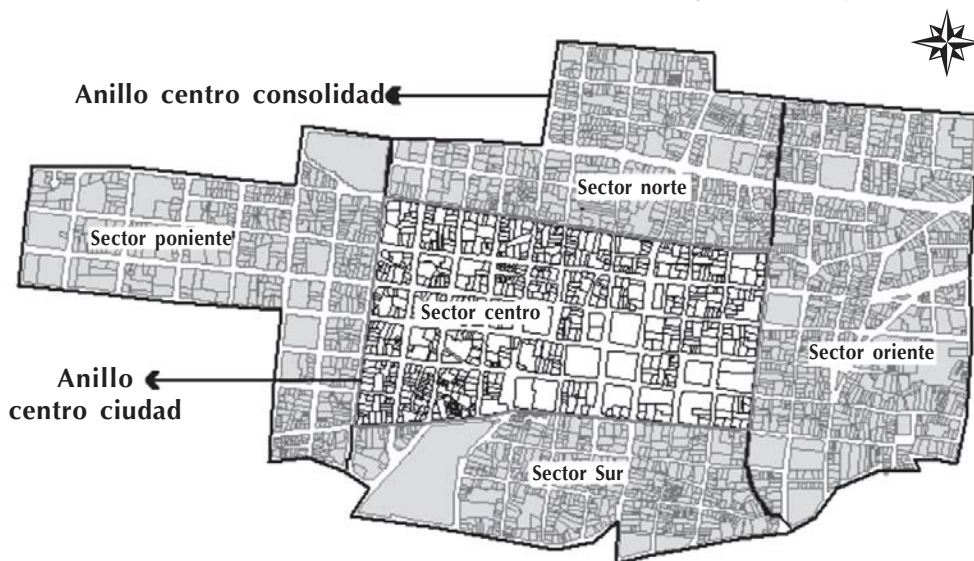 Anillo centro consolidad
Sector norte
Sector poniente
Sector centro
Sector oriente
Anillo
centro ciudad
Sector Sur